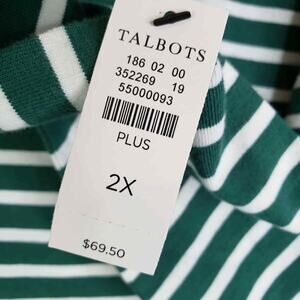 TALBOTS
186 02 00
352269 19
55000093
PLUS
2X
$69.50